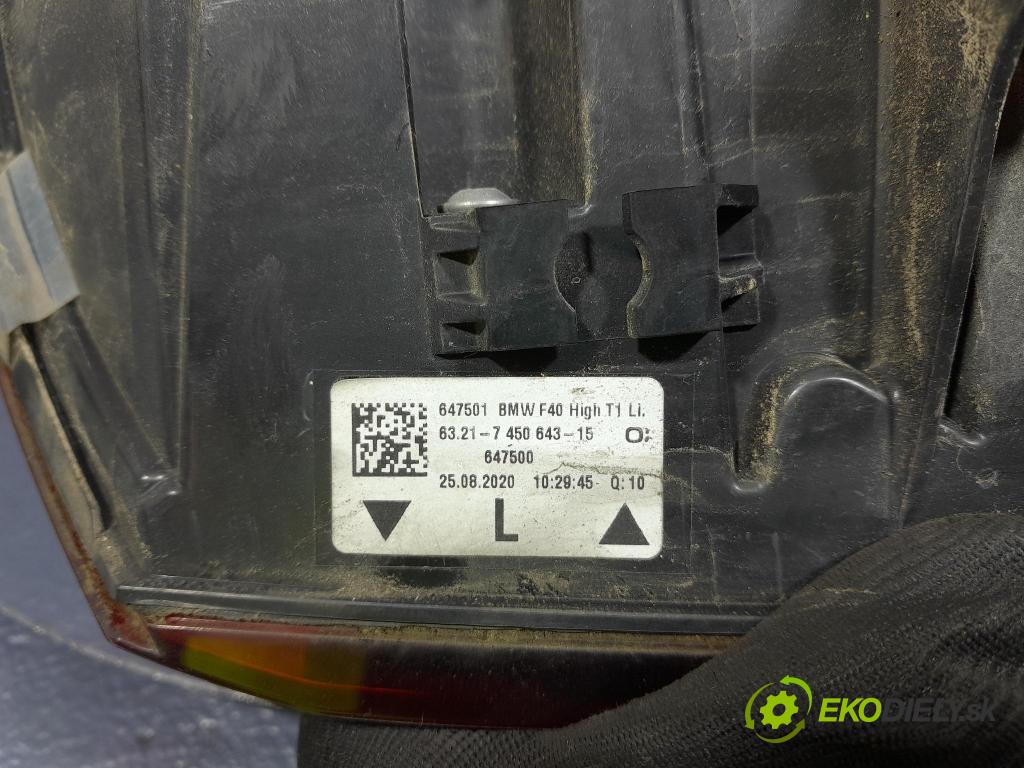 647501 BMW F40 High T1 Li.
63.21-7 450 643-15 O:
647500
25.08.2020 10:29:45 Q:10
L
EKODIELY.sk